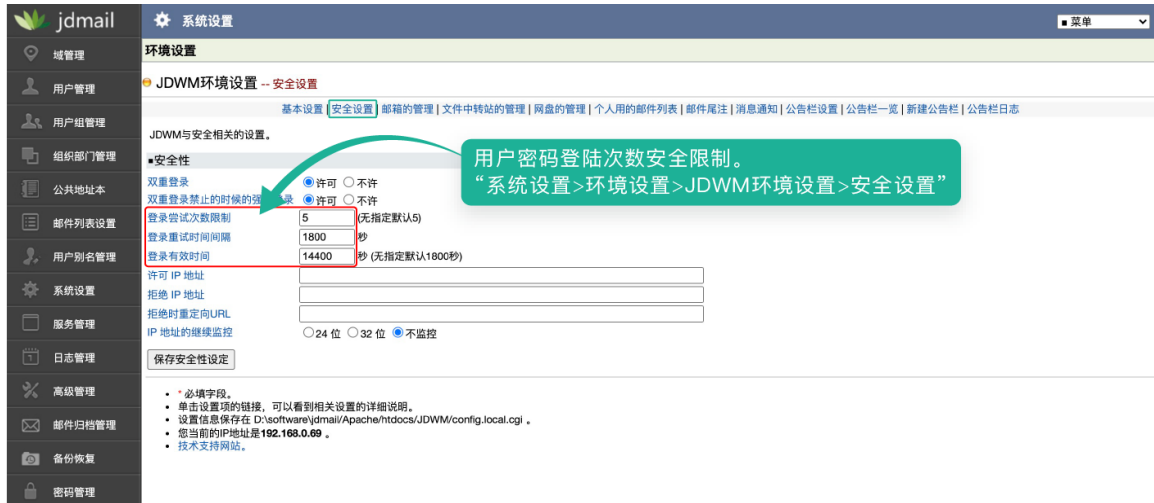 jdmail
系统设置
■ 菜单
域管理
用户管理
用户组管理
组织部门管理
公共地址本
邮件列表设置
用户别名管理
系统设置
服务管理
日志管理
高级管理
邮件归档管理
备份恢复
密码管理
环境设置
JDWM环境设置 -- 安全设置
基本设置 | 安全设置 | 邮箱的管理 | 文件中转站的管理 | 网盘的管理 | 个人用的邮件列表 | 邮件尾注 | 消息通知 | 公告栏设置 | 公告栏一览 | 新建公告栏 | 公告栏日志
JDWM与安全相关的设置。
■安全性
用户密码登陆次数安全限制。
“系统设置>环境设置>JDWM环境设置>安全设置”
双重登录 许可 不许
双重登录禁止的时候的强 录 许可 不许
登录尝试次数限制 5 (无指定默认5)
登录重试时间间隔 1800 秒
登录有效时间 14400 秒 (无指定默认1800秒)
许可 IP 地址
拒绝 IP 地址
拒绝时重定向URL
IP 地址的继续监控 24 位 32 位 不监控
保存安全性设定
• * 必填字段。
• 单击设置项的链接，可以看到相关设置的详细说明。
• 设置信息保存在 D:\software\jdmail/Apache/htdocs/JDWM/config.local.cgi 。
• 您当前的IP地址是192.168.0.69 。
• 技术支持网站。